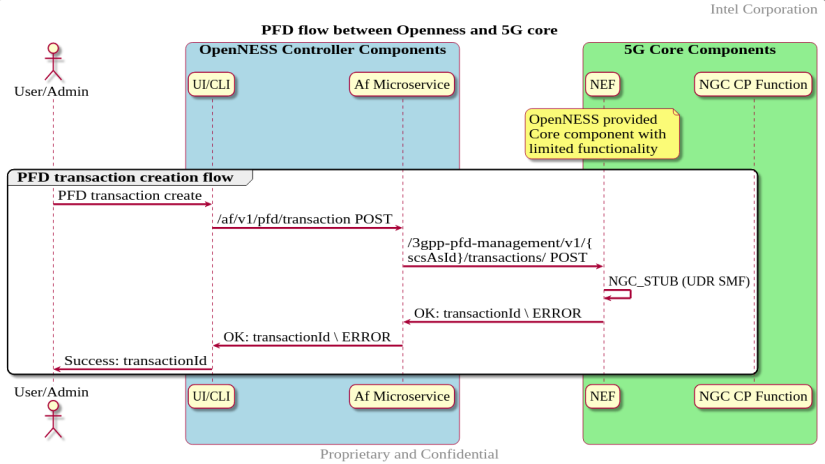 Intel Corporation
PFD flow between Openness and 5G core
OpenNESS Controller Components
5G Core Components
User/Admin
UI/CLI
Af Microservice
NEF
NGC CP Function
OpenNESS provided
Core component with
limited functionality
PFD transaction creation flow
PFD transaction create
/af/v1/pfd/transaction POST
/3gpp-pfd-management/v1/{
scsAsId}/transactions/ POST
NGC_STUB (UDR SMF)
OK: transactionId \ ERROR
OK: transactionId \ ERROR
Success: transactionId
User/Admin
UI/CLI
Af Microservice
NEF
NGC CP Function
Proprietary and Confidential